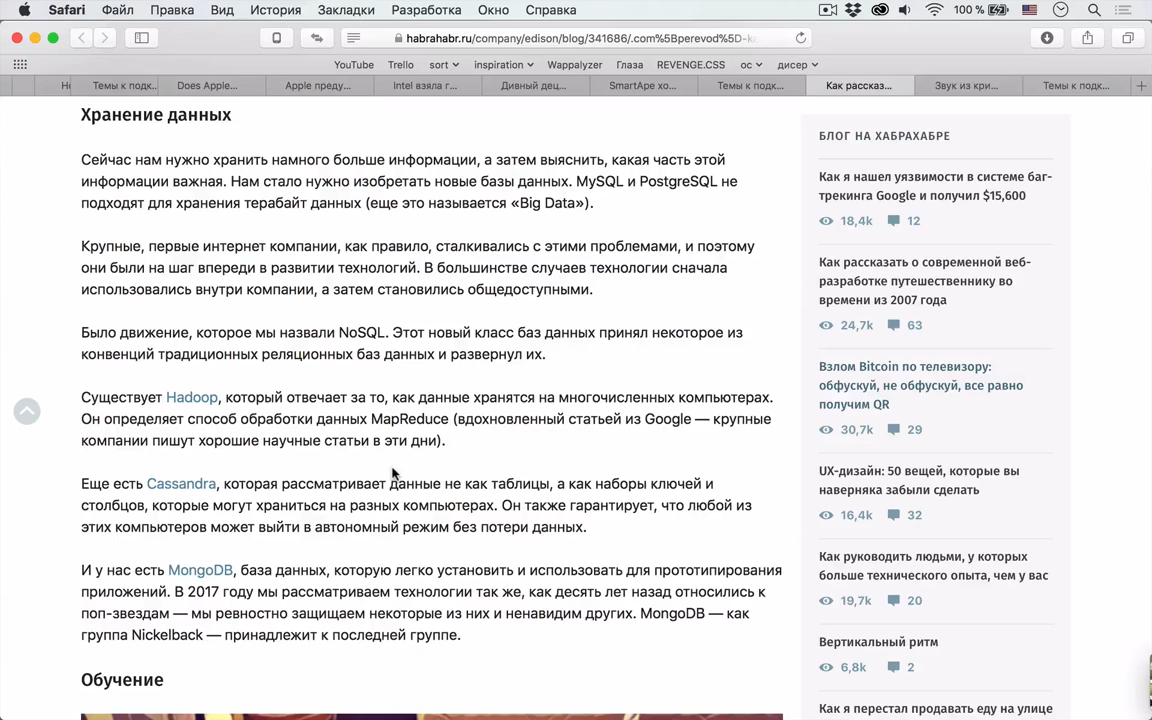 Safari Файл Правка Вид История Закладки Разработка Окно Справка 100 %
habrahabr.ru/company/edison/blog/341686/.com%5Bperevod%5D-ka
YouTube Trello sort inspiration Wappalyzer Глаза REVENGE.CSS ос дисер
Не Темы к подк... Does Apple... Apple преду... Intel взяла г... Дивный дец... SmartApe хо... Темы к подк... Как рассказ... Звук из кри... Темы к подк...
Хранение данных
Сейчас нам нужно хранить намного больше информации, а затем выяснить, какая часть этой
информации важная. Нам стало нужно изобретать новые базы данных. MySQL и PostgreSQL не
подходят для хранения терабайт данных (еще это называется «Big Data»).
Крупные, первые интернет компании, как правило, сталкивались с этими проблемами, и поэтому
они были на шаг впереди в развитии технологий. В большинстве случаев технологии сначала
использовались внутри компании, а затем становились общедоступными.
Было движение, которое мы назвали NoSQL. Этот новый класс баз данных принял некоторое из
конвенций традиционных реляционных баз данных и развернул их.
Существует Hadoop, который отвечает за то, как данные хранятся на многочисленных компьютерах.
Он определяет способ обработки данных MapReduce (вдохновленный статьей из Google — крупные
компании пишут хорошие научные статьи в эти дни).
Еще есть Cassandra, которая рассматривает данные не как таблицы, а как наборы ключей и
столбцов, которые могут храниться на разных компьютерах. Он также гарантирует, что любой из
этих компьютеров может выйти в автономный режим без потери данных.
И у нас есть MongoDB, база данных, которую легко установить и использовать для прототипирования
приложений. В 2017 году мы рассматриваем технологии так же, как десять лет назад относились к
поп-звездам — мы ревностно защищаем некоторые из них и ненавидим других. MongoDB — как
группа Nickelback — принадлежит к последней группе.
Обучение
БЛОГ НА ХАБРАХАБРЕ
Как я нашел уязвимости в системе баг-
трекинга Google и получил $15,600
18,4k 12
Как рассказать о современной веб-
разработке путешественнику во
времени из 2007 года
24,7k 63
Взлом Bitcoin по телевизору:
обфускуй, не обфускуй, все равно
получим QR
30,7k 29
UX-дизайн: 50 вещей, которые вы
наверняка забыли сделать
16,4k 32
Как руководить людьми, у которых
больше технического опыта, чем у вас
19,7k 20
Вертикальный ритм
6,8k 2
Как я перестал продавать еду на улице